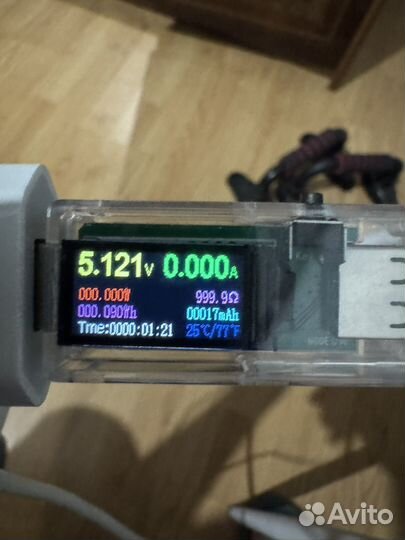 5.121V 0.000A
000.000W 999.9Ω
000.090Wh 00017mAh
Tme:0000:01:21 25℃/77℉
Avito